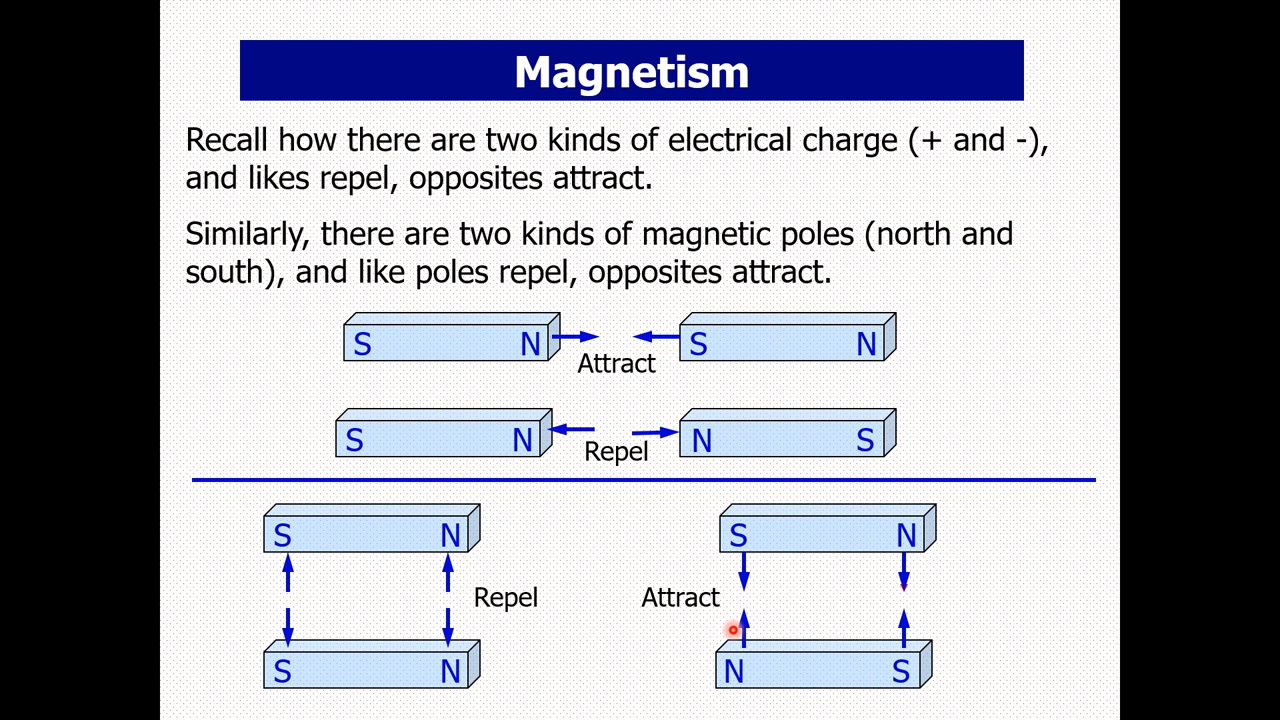 Magnetism
Recall how there are two kinds of electrical charge (+ and -),
and likes repel, opposites attract.
Similarly, there are two kinds of magnetic poles (north and
south), and like poles repel, opposites attract.
S N S N
Attract
S N N S
Repel
S N S N
Repel Attract
S N N S